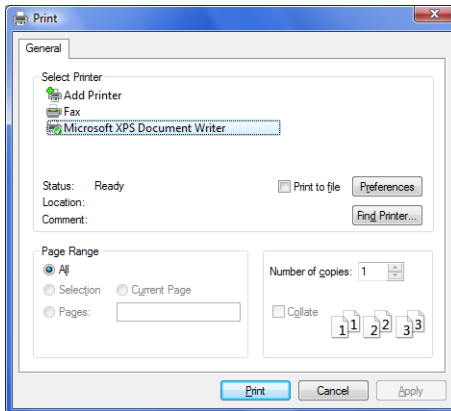 Print
General
Select Printer
Add Printer
Fax
Microsoft XPS Document Writer
Status: Ready
Location:
Comment:
Print to file
Preferences
Find Printer...
Page Range
All
Selection
Current Page
Pages:
Number of copies: 1
Collate
1 1 2 2 3 3
Print
Cancel
Apply